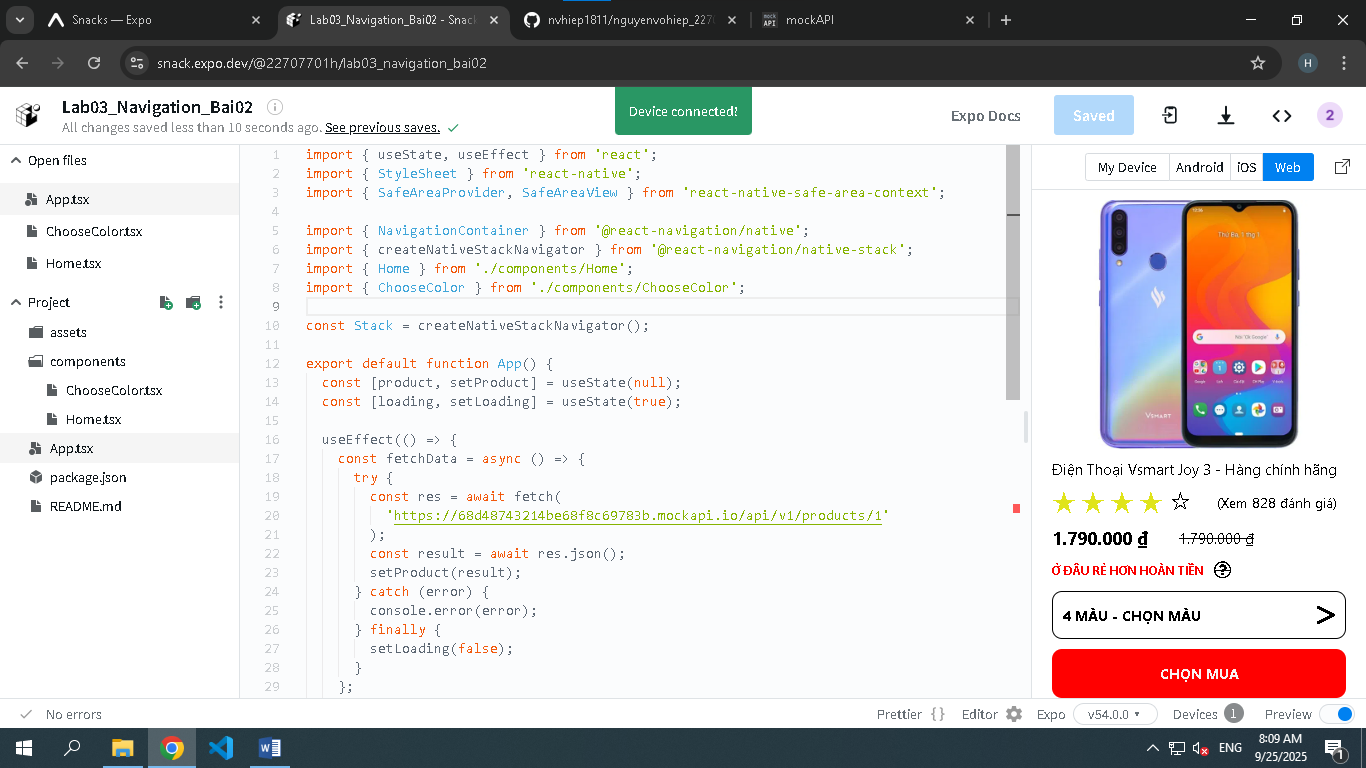 Snacks — Expo
Lab03_Navigation_Bai02 - Snac
nvhiep1811/nguyenvohiep_2270
mockAPI
snack.expo.dev/@22707701h/lab03_navigation_bai02
H
Lab03_Navigation_Bai02
All changes saved less than 10 seconds ago. See previous saves.
Device connected!
Expo Docs
Saved
2
Open files
App.tsx
ChooseColor.tsx
Home.tsx
Project
assets
components
ChooseColor.tsx
Home.tsx
App.tsx
package.json
README.md
1 import { useState, useEffect } from 'react';
2 import { StyleSheet } from 'react-native';
3 import { SafeAreaProvider, SafeAreaView } from 'react-native-safe-area-context';
4
5 import { NavigationContainer } from '@react-navigation/native';
6 import { createNativeStackNavigator } from '@react-navigation/native-stack';
7 import { Home } from './components/Home';
8 import { ChooseColor } from './components/ChooseColor';
9
10 const Stack = createNativeStackNavigator();
11
12 export default function App() {
13 const [product, setProduct] = useState(null);
14 const [loading, setLoading] = useState(true);
15
16 useEffect(() => {
17 const fetchData = async () => {
18 try {
19 const res = await fetch(
20 'https://68d48743214be68f8c69783b.mockapi.io/api/v1/products/1'
21 );
22 const result = await res.json();
23 setProduct(result);
24 } catch (error) {
25 console.error(error);
26 } finally {
27 setLoading(false);
28 }
29 };
My Device Android iOS Web
VSMART
Điện Thoại Vsmart Joy 3 - Hàng chính hãng
(Xem 828 đánh giá)
1.790.000 ₫ 1.790.000 ₫
Ở ĐÂU RẺ HƠN HOÀN TIỀN ?
4 MÀU - CHỌN MÀU >
CHỌN MUA
No errors
Prettier {} Editor Expo v54.0.0 Devices 1 Preview
ENG
8:09 AM
9/25/2025
1